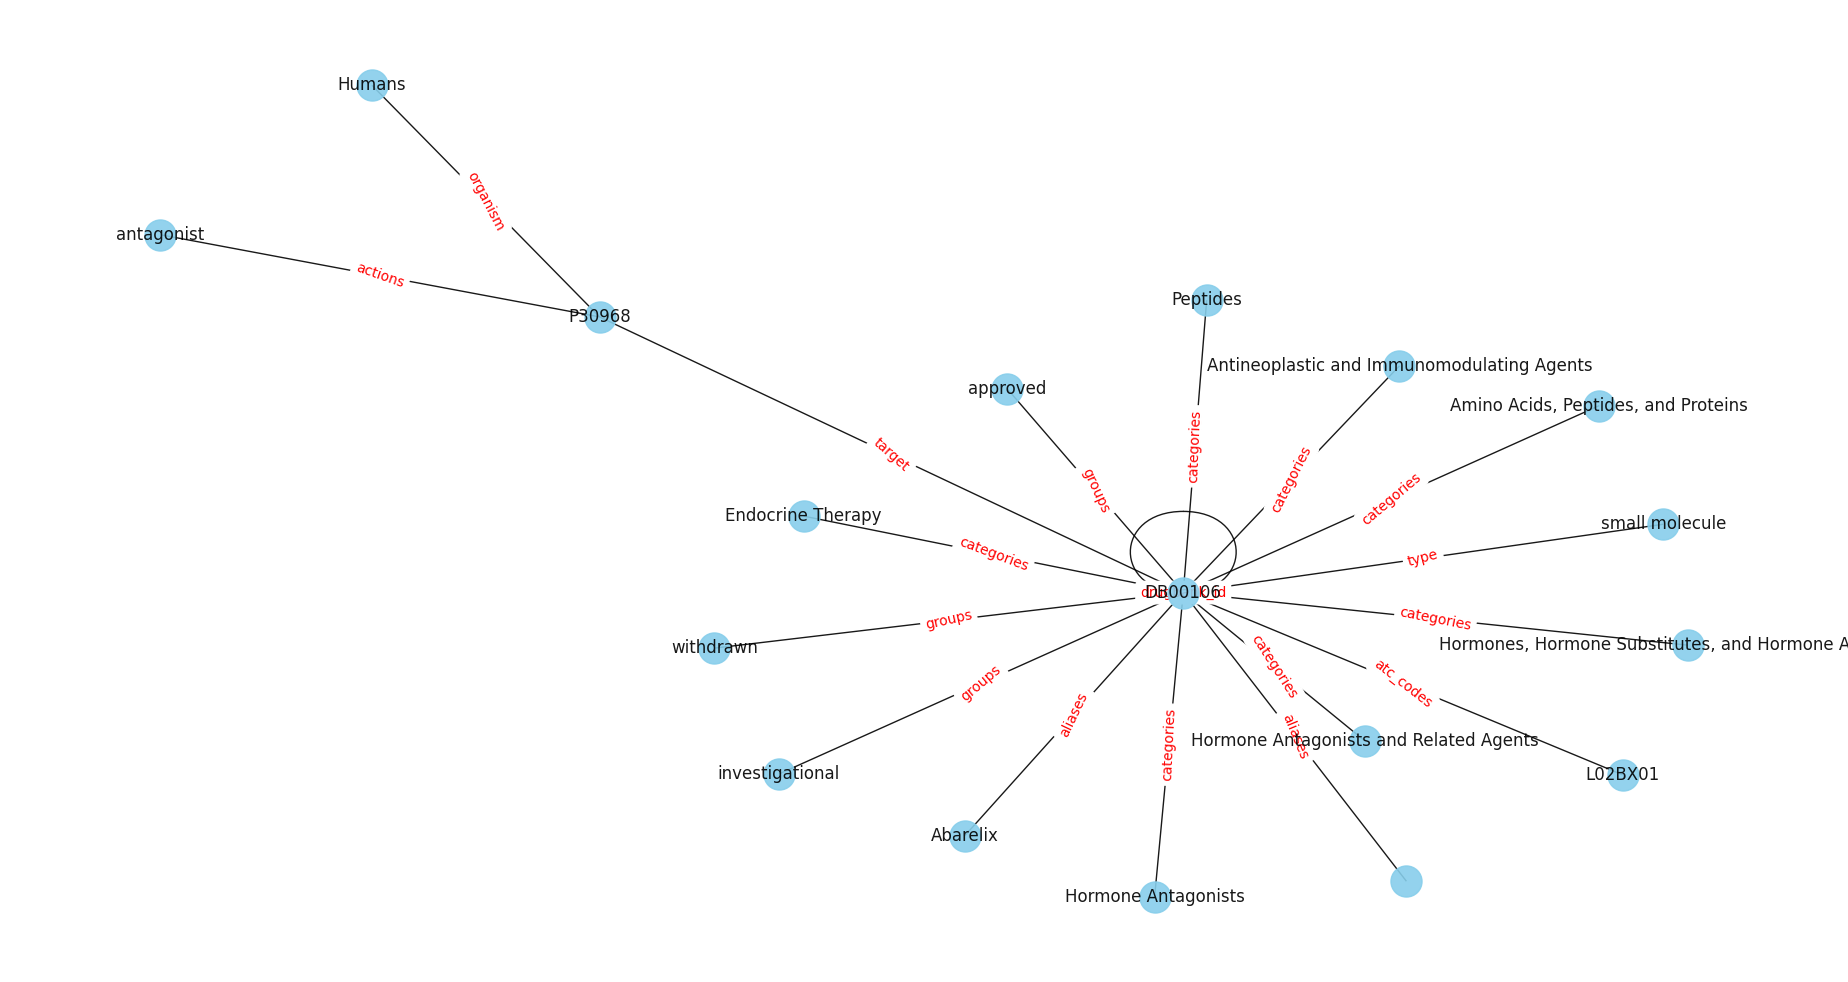 Humans
organism
antagonist
actions
P30968
Peptides
Antineoplastic and Immunomodulating Agents
approved
Amino Acids, Peptides, and Proteins
categories
target
groups
categories
categories
Endocrine Therapy
small molecule
categories
type
DB00106
groups
categories
withdrawn
Hormones, Hormone Substitutes, and Hormone A
categories
groups
atc_codes
aliases
categories
aliases
Hormone Antagonists and Related Agents
investigational
L02BX01
Abarelix
Hormone Antagonists